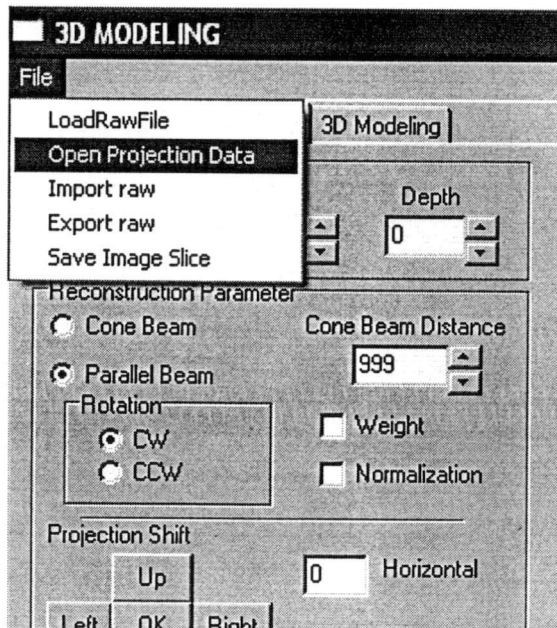 3D MODELING
File
LoadRawFile
3D Modeling
Open Projection Data
Import raw
Depth
Export raw
0
Save Image Slice
Reconstruction Parameter
Cone Beam
Cone Beam Distance
999
Parallel Beam
Rotation
CW
Weight
CCW
Normalization
Projection Shift
Up
0
Horizontal
Left
OK
Right